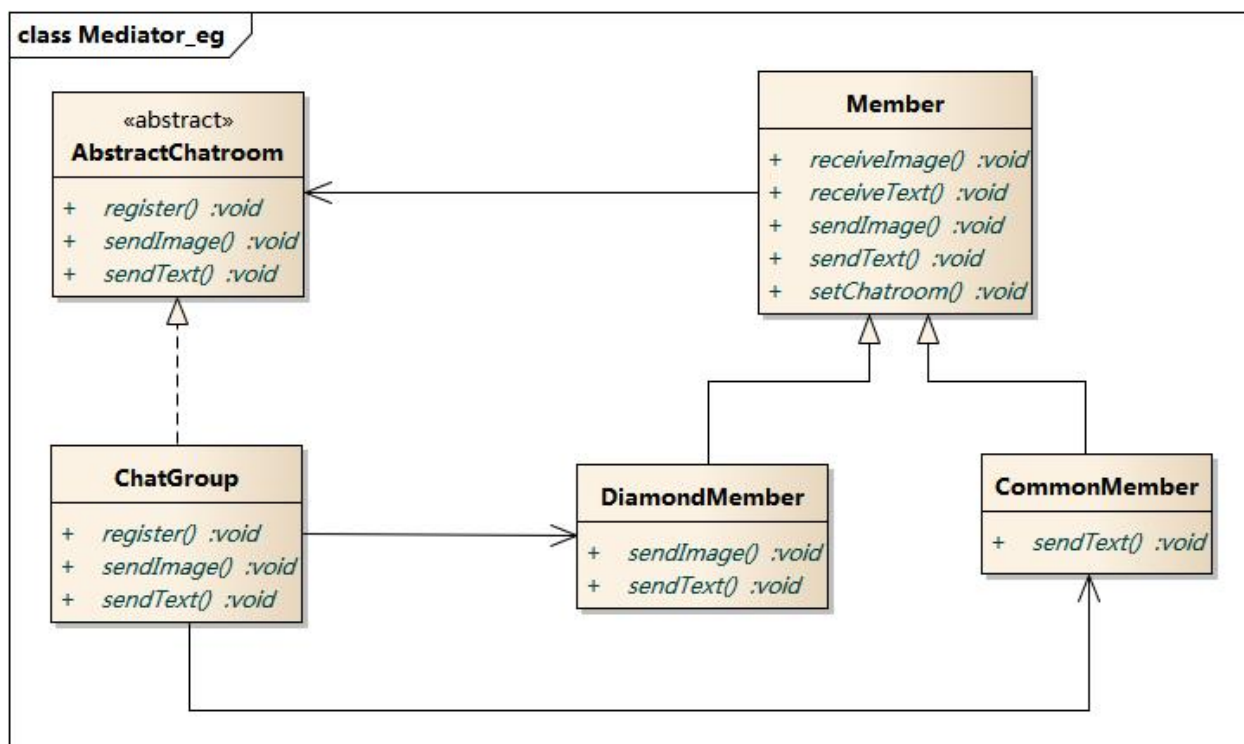 class Mediator_eg
«abstract»
AbstractChatroom
+ register() :void
+ sendImage() :void
+ sendText() :void
Member
+ receiveImage() :void
+ receiveText() :void
+ sendImage() :void
+ sendText() :void
+ setChatroom() :void
ChatGroup
+ register() :void
+ sendImage() :void
+ sendText() :void
DiamondMember
+ sendImage() :void
+ sendText() :void
CommonMember
+ sendText() :void